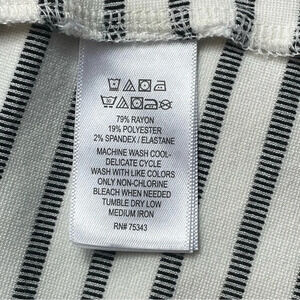 79% RAYON
19% POLYESTER
2% SPANDEX / ELASTANE
MACHINE WASH COOL-
DELICATE CYCLE
WASH WITH LIKE COLORS
ONLY NON-CHLORINE
BLEACH WHEN NEEDED
TUMBLE DRY LOW
MEDIUM IRON
RN# 75343